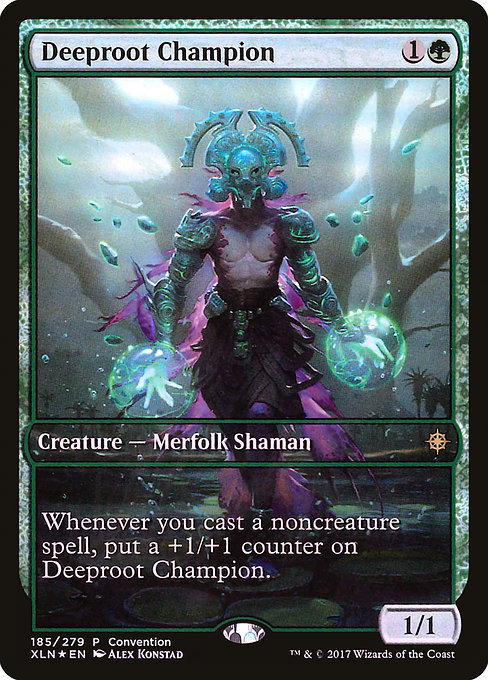 Deeproot Champion 1
Creature — Merfolk Shaman
Whenever you cast a noncreature
spell, put a +1/+1 counter on
Deeproot Champion.
1/1
185/279 P Convention
XLN★EN Alex Konstad
™ & © 2017 Wizards of the Coast